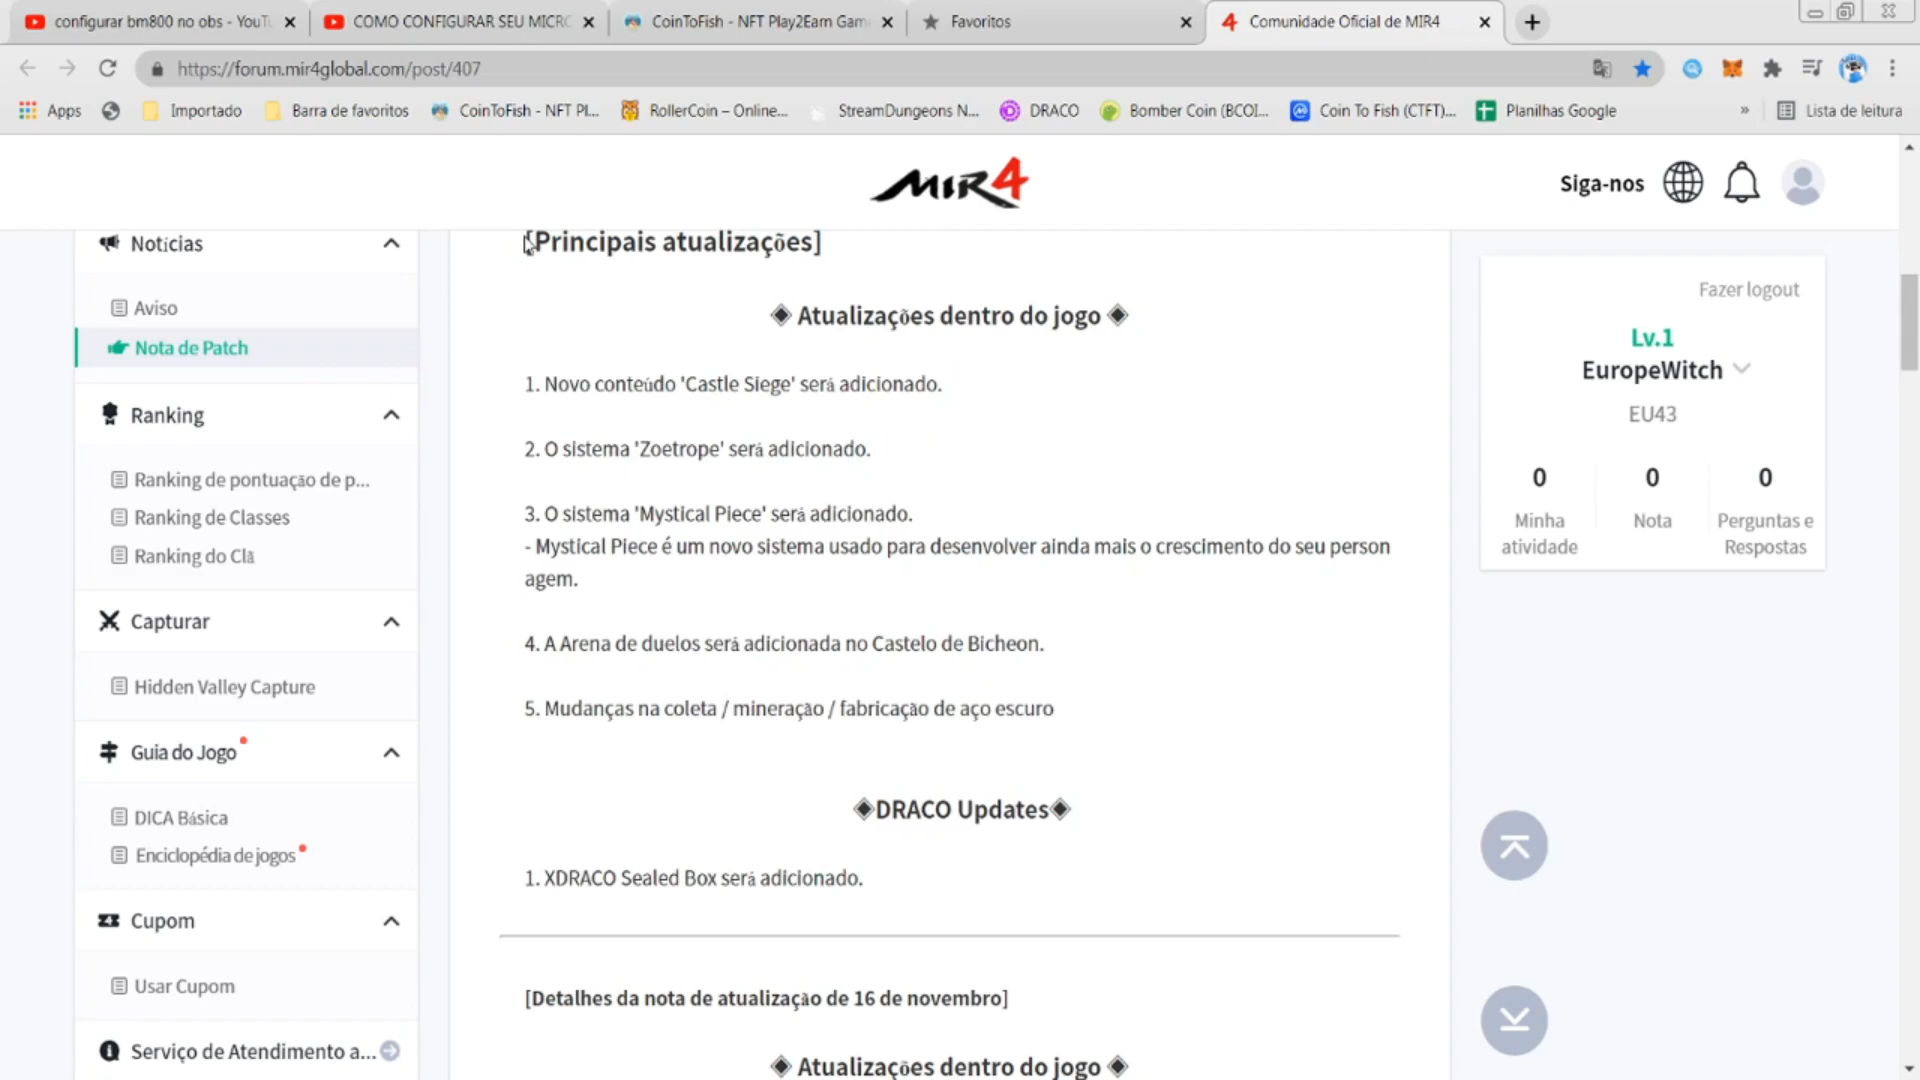 configurar bm800 no obs - YouTu
COMO CONFIGURAR SEU MICRO
CoinToFish - NFT Play2Earn Gam
Favoritos
Comunidade Oficial de MIR4
https://forum.mir4global.com/post/407
Apps
Importado
Barra de favoritos
CoinToFish - NFT Pl...
RollerCoin – Online...
StreamDungeons N...
DRACO
Bomber Coin (BCOI...
Coin To Fish (CTFT)...
Planilhas Google
»
Lista de leitura
MIR4
Siga-nos
Notícias
Aviso
Nota de Patch
Ranking
Ranking de pontuação de p...
Ranking de Classes
Ranking do Clã
Capturar
Hidden Valley Capture
Guia do Jogo
DICA Básica
Enciclopédia de jogos
Cupom
Usar Cupom
Serviço de Atendimento a...
[Principais atualizações]
◈ Atualizações dentro do jogo ◈
1. Novo conteúdo 'Castle Siege' será adicionado.
2. O sistema 'Zoetrope' será adicionado.
3. O sistema 'Mystical Piece' será adicionado.
- Mystical Piece é um novo sistema usado para desenvolver ainda mais o crescimento do seu person
agem.
4. A Arena de duelos será adicionada no Castelo de Bicheon.
5. Mudanças na coleta / mineração / fabricação de aço escuro
◈DRACO Updates◈
1. XDRACO Sealed Box será adicionado.
[Detalhes da nota de atualização de 16 de novembro]
◈ Atualizações dentro do jogo ◈
Fazer logout
Lv.1
EuropeWitch
EU43
0 0 0
Minha atividade
Nota
Perguntas e Respostas